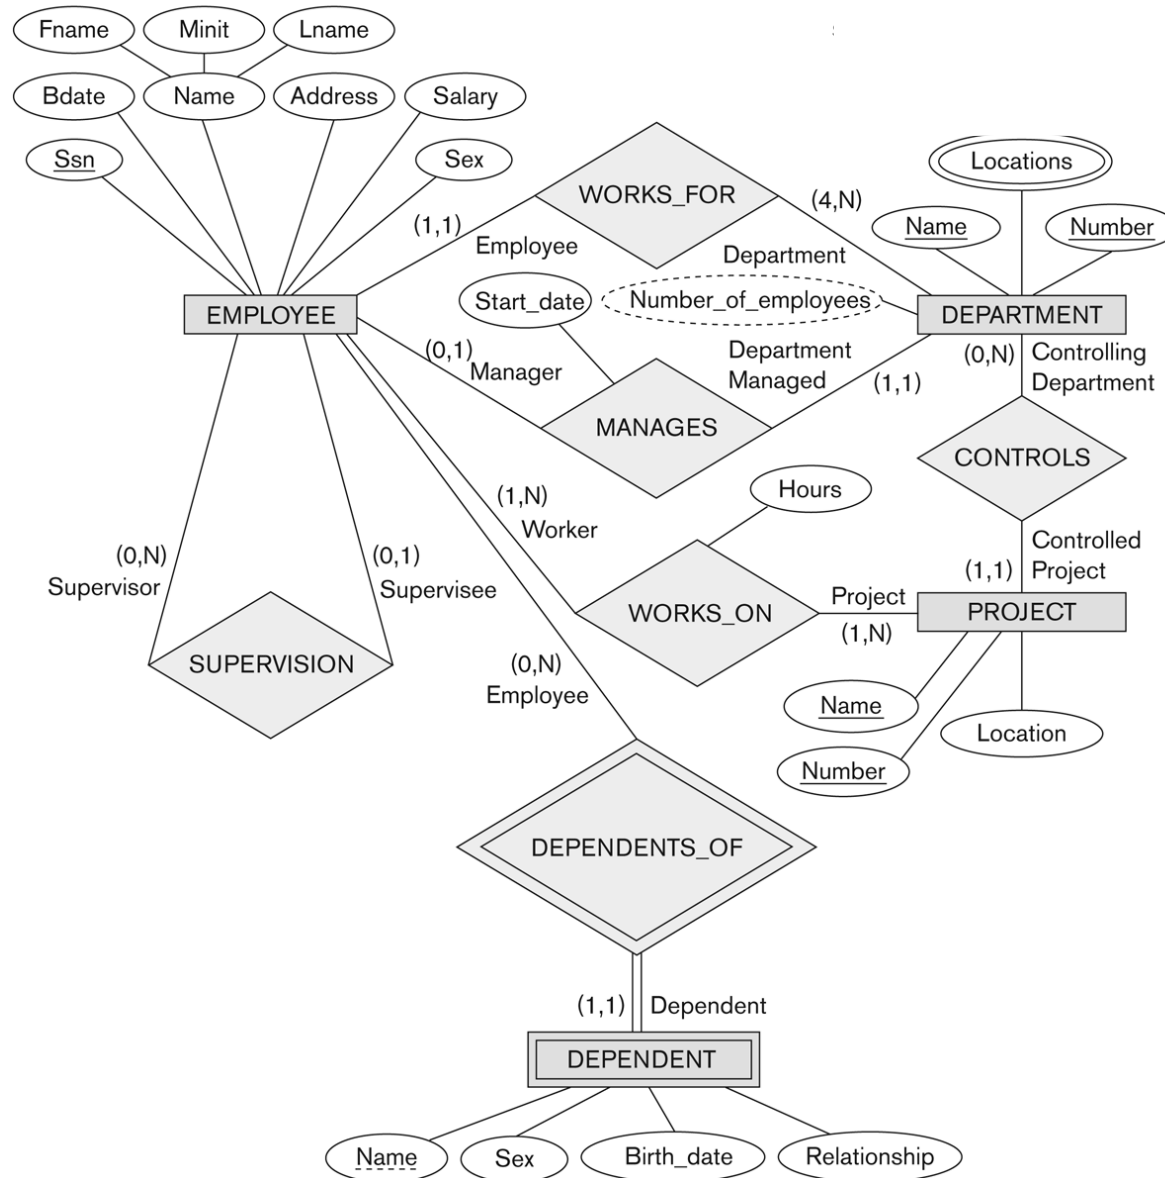 Fname Minit Lname
Bdate Name Address Salary
Ssn Sex
Locations
WORKS_FOR
(1,1) (4,N)
Name Number
Employee Department
Start_date Number_of_employees
EMPLOYEE DEPARTMENT
(0,1) Manager
Department
Managed
(1,1)
(0,N) Controlling
Department
MANAGES
CONTROLS
Hours
(1,N)
Worker
(0,N)
Supervisor
(0,1)
Supervisee
Controlled
Project
(1,1)
Project
(1,N)
WORKS_ON
PROJECT
SUPERVISION
(0,N)
Employee
Name
Number
Location
DEPENDENTS_OF
(1,1) Dependent
DEPENDENT
Name Sex Birth_date Relationship